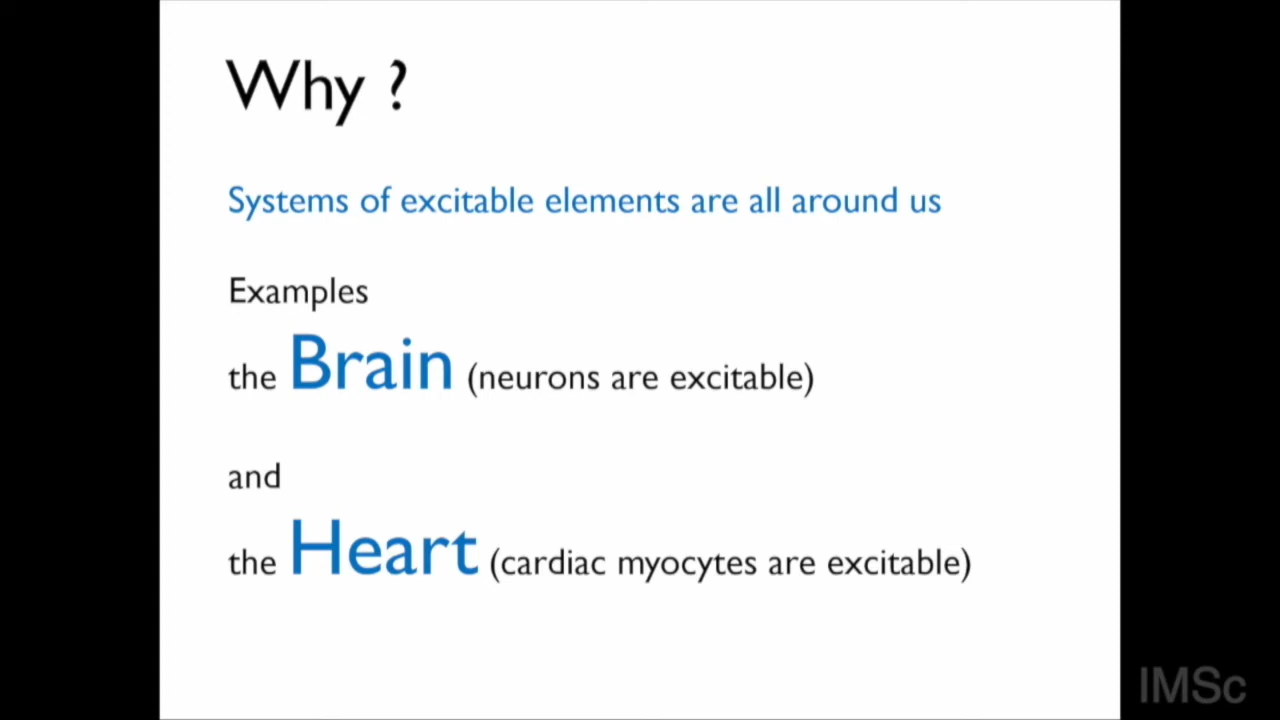 Why ?
Systems of excitable elements are all around us
Examples
the Brain (neurons are excitable)
and
the Heart (cardiac myocytes are excitable)
IMSc